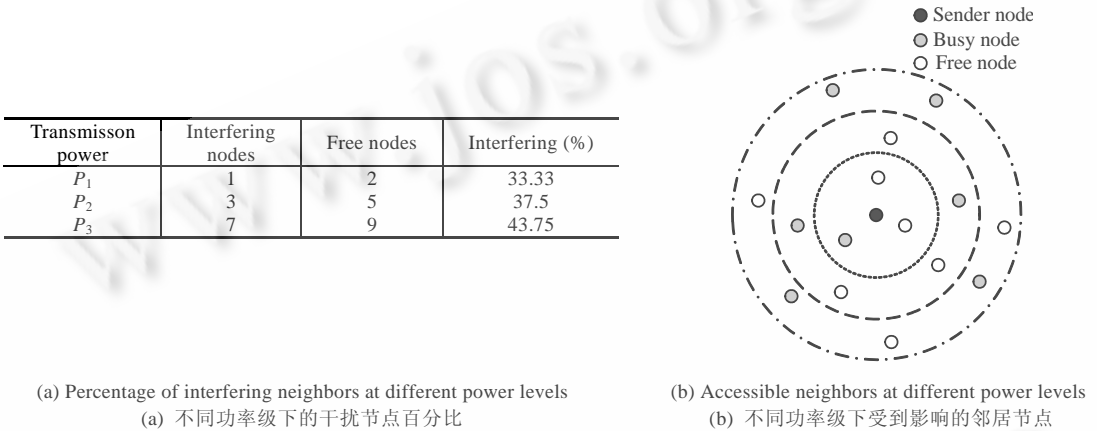 www.jos.org
Sender node
Busy node
Free node
Transmisson power Interfering nodes Free nodes Interfering (%)
P₁ 1 2 33.33
P₂ 3 5 37.5
P₃ 7 9 43.75
(a) Percentage of interfering neighbors at different power levels
(a) 不同功率级下的干扰节点百分比
(b) Accessible neighbors at different power levels
(b) 不同功率级下受到影响的邻居节点